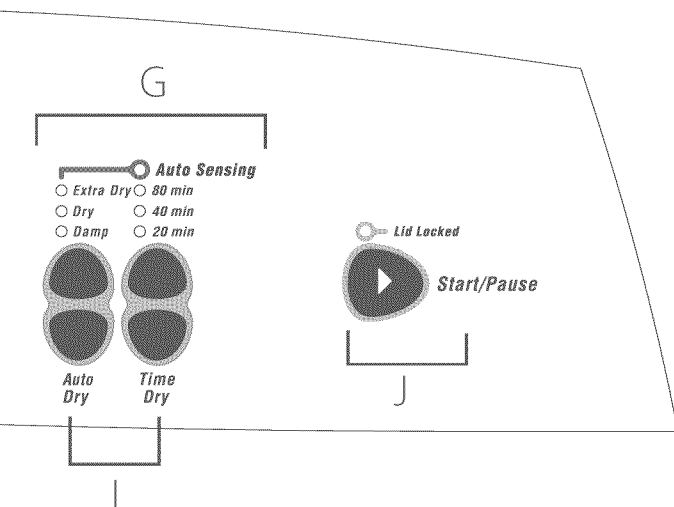 G
Auto Sensing
Extra Dry 80 min
Dry 40 min
Damp 20 min
Lid Locked
Start/Pause
Auto Dry
Time Dry
J
I